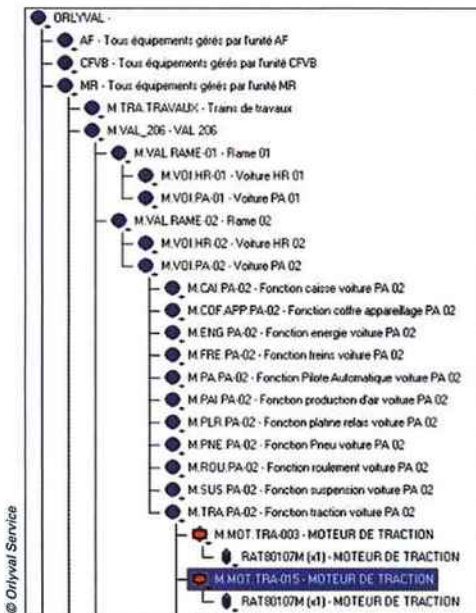 ORLYVAL -
AF - Tous équipements gérés par l'unité AF
CFVB - Tous équipements gérés par l'unité CFVB
MR - Tous équipements gérés par l'unité MR
M.TRA.TRAVAUX - Trains de travaux
M.VAL_206 - VAL 206
M.VAL.RAME-01 - Rame 01
M.VOI.HR-01 - Voiture HR 01
M.VOI.PA-01 - Voiture PA 01
M.VAL.RAME-02 - Rame 02
M.VOI.HR-02 - Voiture HR 02
M.VOI.PA-02 - Voiture PA 02
M.CAI.PA-02 - Fonction caisse voiture PA 02
M.COF.APP.PA-02 - Fonction coffre appareillage PA 02
M.ENG.PA-02 - Fonction energie voiture PA 02
M.FRE.PA-02 - Fonction freins voiture PA 02
M.PA.PA-02 - Fonction Pilote Automatique voiture PA 02
M.PAI.PA-02 - Fonction production d'air voiture PA 02
M.PLR.PA-02 - Fonction platine relais voiture PA 02
M.PNE.PA-02 - Fonction Pneu voiture PA 02
M.ROU.PA-02 - Fonction roulement voiture PA 02
M.SUS.PA-02 - Fonction suspension voiture PA 02
M.TRA.PA-02 - Fonction traction voiture PA 02
M.MOT.TRA-003 - MOTEUR DE TRACTION
RAT80107M (x1) - MOTEUR DE TRACTION
M.MOT.TRA-015 - MOTEUR DE TRACTION
RAT80107M (x1) - MOTEUR DE TRACTION
© Orlyval Service